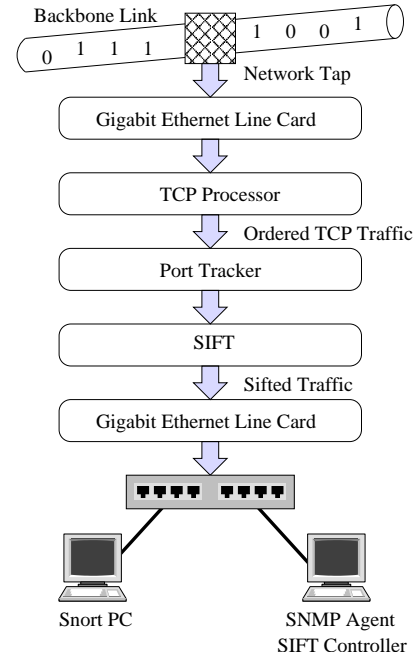 Backbone Link
0 1 1 1
1 0 0 1
Network Tap
Gigabit Ethernet Line Card
TCP Processor
Ordered TCP Traffic
Port Tracker
SIFT
Sifted Traffic
Gigabit Ethernet Line Card
Snort PC
SNMP Agent
SIFT Controller